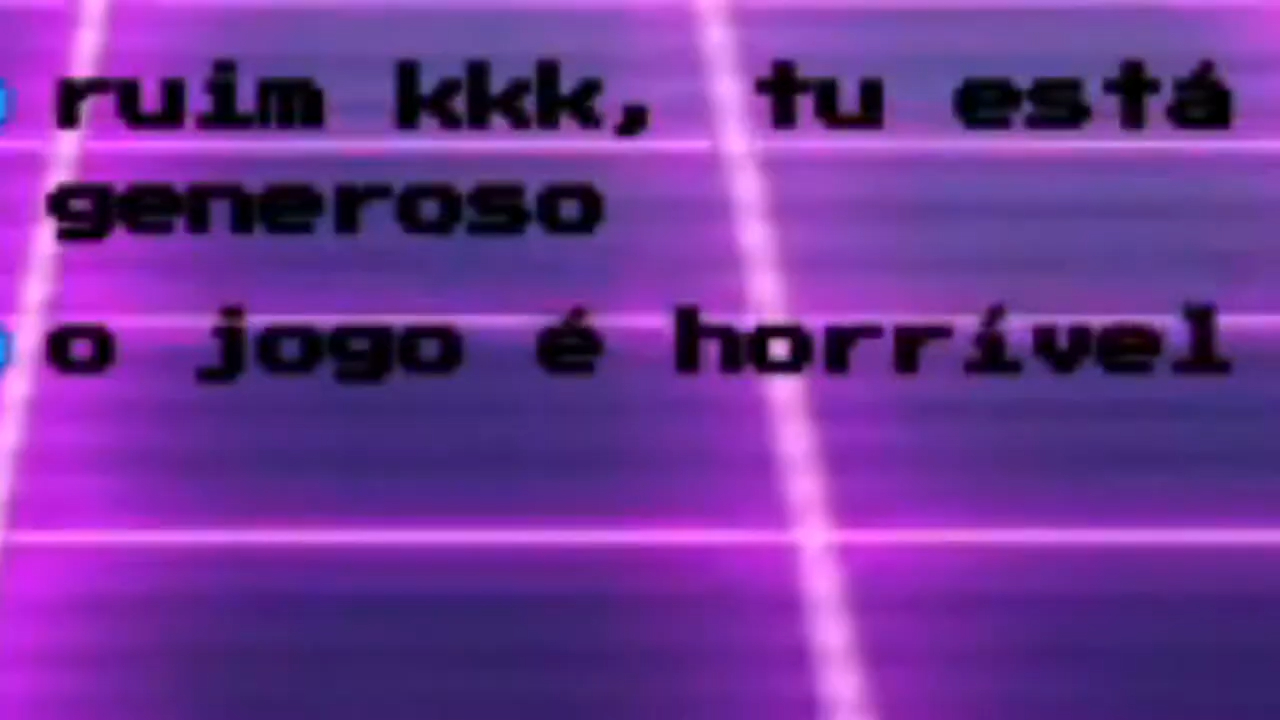 ruim kkk, tu está
generoso
o jogo é horrível